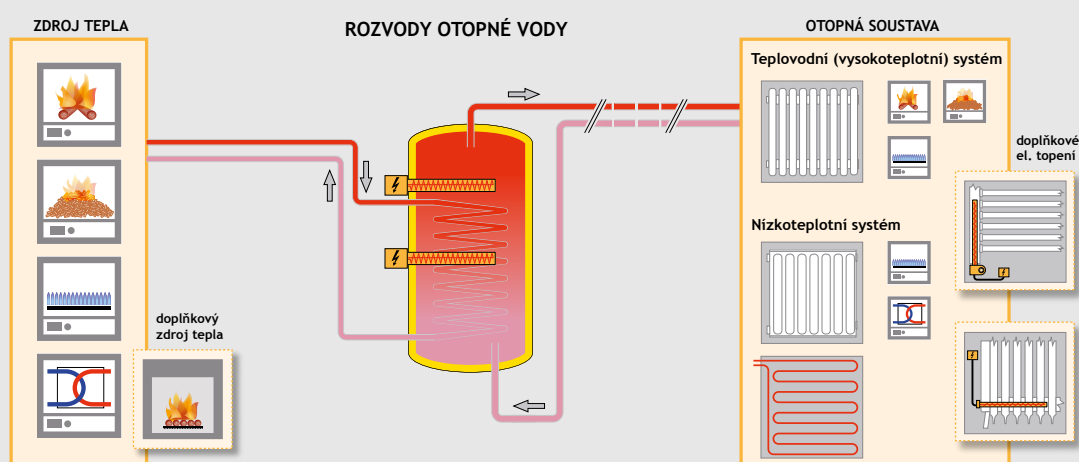 ZDROJ TEPLA
ROZVODY OTOPNÉ VODY
OTOPNÁ SOUSTAVA
Teplovodní (vysokoteplotní) systém
doplňkové
el. topení
Nízkoteplotní systém
doplňkový
zdroj tepla